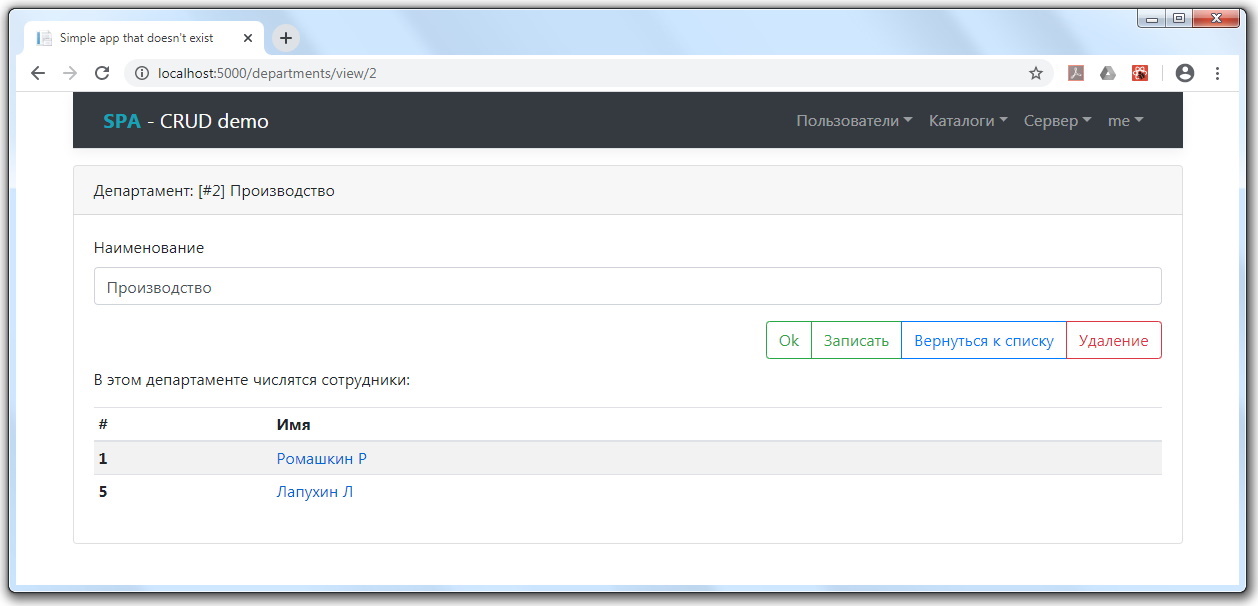 Simple app that doesn't exist
localhost:5000/departments/view/2
SPA - CRUD demo Пользователи Каталоги Сервер me
Департамент: [#2] Производство
Наименование
Производство
Ok Записать Вернуться к списку Удаление
В этом департаменте числятся сотрудники:
# Имя
1 Ромашкин Р
5 Лапухин Л